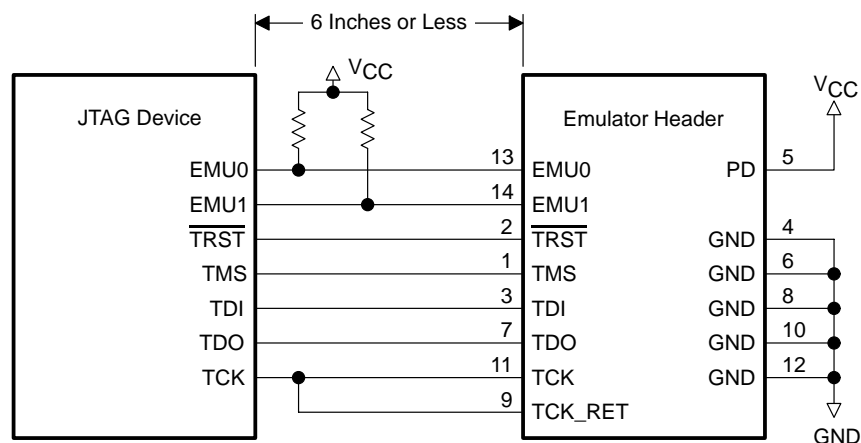 6 Inches or Less
VCC
VCC
JTAG Device
Emulator Header
EMU0 13 EMU0 PD 5
EMU1 14 EMU1
TRST 2 TRST GND 4
TMS 1 TMS GND 6
TDI 3 TDI GND 8
TDO 7 TDO GND 10
TCK 11 TCK GND 12
9 TCK_RET
GND